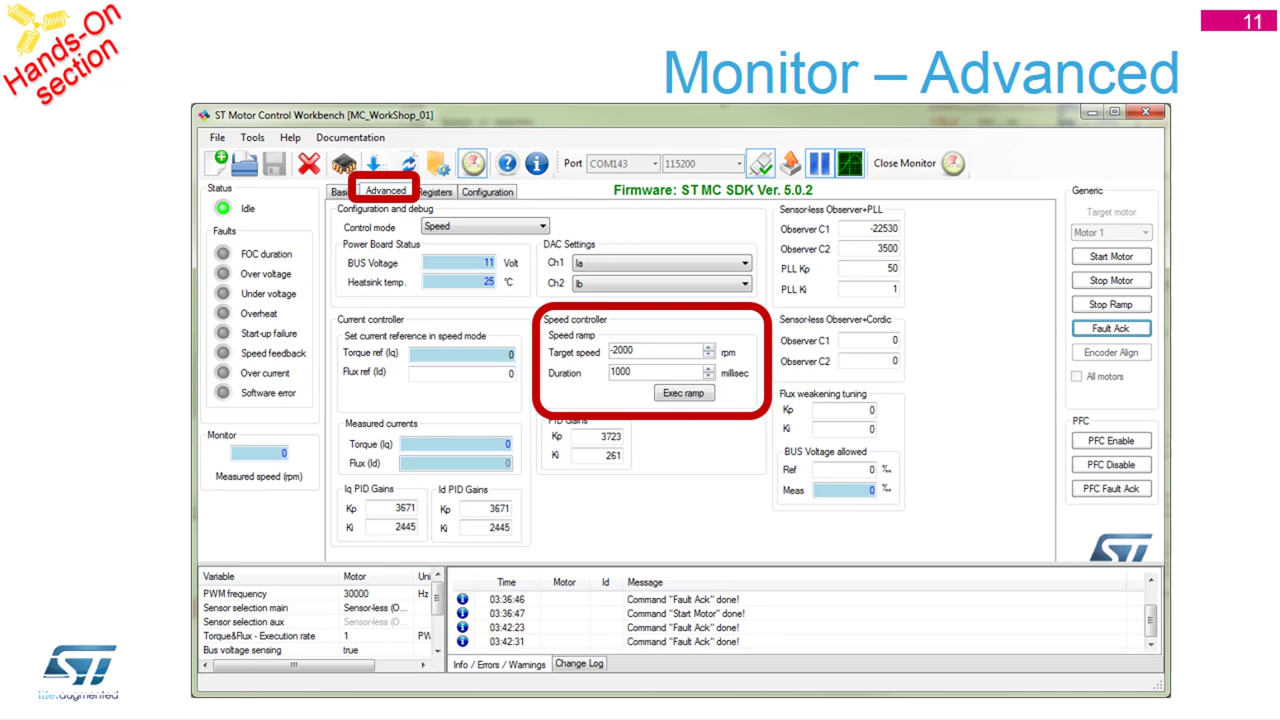 Hands-On
section
11
Monitor – Advanced
ST Motor Control Workbench [MC_WorkShop_01]
File Tools Help Documentation
Port COM143 115200 Close Monitor
Status
Idle
Faults
FOC duration
Over voltage
Under voltage
Overheat
Start-up failure
Speed feedback
Over current
Software error
Monitor
0
Measured speed (rpm)
Basic Advanced Registers Configuration
Firmware: ST MC SDK Ver. 5.0.2
Configuration and debug
Control mode Speed
Power Board Status
BUS Voltage 11 Volt
Heatsink temp. 25 °C
DAC Settings
Ch1 Ia
Ch2 Ib
Current controller
Set current reference in speed mode
Torque ref (Iq) 0
Flux ref (Id) 0
Measured currents
Torque (Iq) 0
Flux (Id) 0
Iq PID Gains
Kp 3671
Ki 2445
Id PID Gains
Kp 3671
Ki 2445
Speed controller
Speed ramp
Target speed -2000 rpm
Duration 1000 millisec
Exec ramp
PID Gains
Kp 3723
Ki 261
Sensor-less Observer+PLL
Observer C1 -22530
Observer C2 3500
PLL Kp 50
PLL Ki 1
Sensor-less Observer+Cordic
Observer C1 0
Observer C2 0
Flux weakening tuning
Kp 0
Ki 0
BUS Voltage allowed
Ref 0 ‰
Meas 0 ‰
Generic
Target motor
Motor 1
Start Motor
Stop Motor
Stop Ramp
Fault Ack
Encoder Align
All motors
PFC
PFC Enable
PFC Disable
PFC Fault Ack
ST
Variable Motor Uni
PWM frequency 30000 Hz
Sensor selection main Sensor-less (O...
Sensor selection aux Sensor-less (O...
Torque&Flux - Execution rate 1 PW
Bus voltage sensing true
Time Motor Id Message
03:36:46 Command "Fault Ack" done!
03:36:47 Command "Start Motor" done!
03:42:23 Command "Fault Ack" done!
03:42:31 Command "Fault Ack" done!
Info / Errors / Warnings Change Log
ST
life.augmented